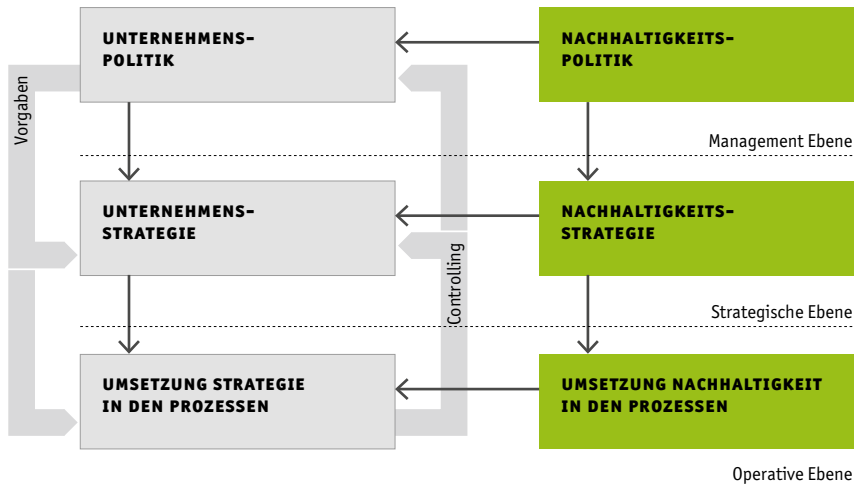 UNTERNEHMENS-
POLITIK
NACHHALTIGKEITS-
POLITIK
Vorgaben
Management Ebene
UNTERNEHMENS-
STRATEGIE
NACHHALTIGKEITS-
STRATEGIE
Controlling
Strategische Ebene
UMSETZUNG STRATEGIE
IN DEN PROZESSEN
UMSETZUNG NACHHALTIGKEIT
IN DEN PROZESSEN
Operative Ebene